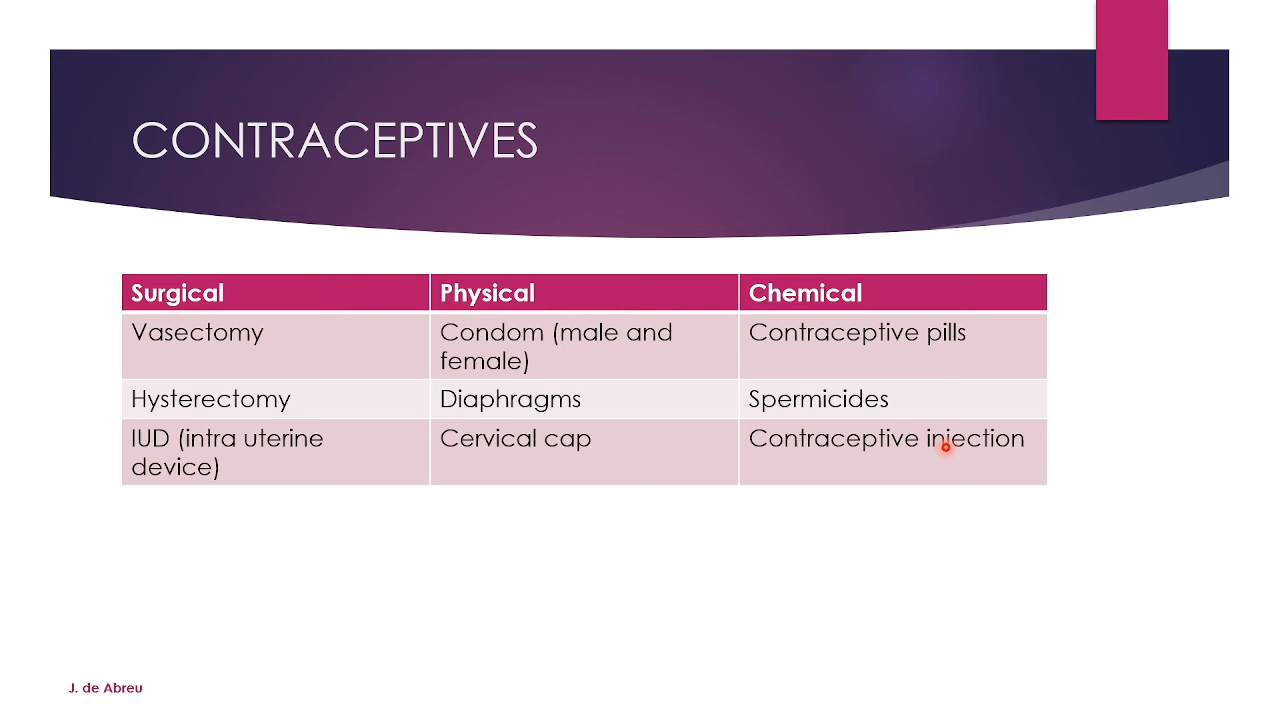 CONTRACEPTIVES
Surgical
Physical
Chemical
Vasectomy
Condom (male and
female)
Contraceptive pills
Hysterectomy
Diaphragms
Spermicides
IUD (intra uterine
device)
Cervical cap
Contraceptive injection
J. de Abreu